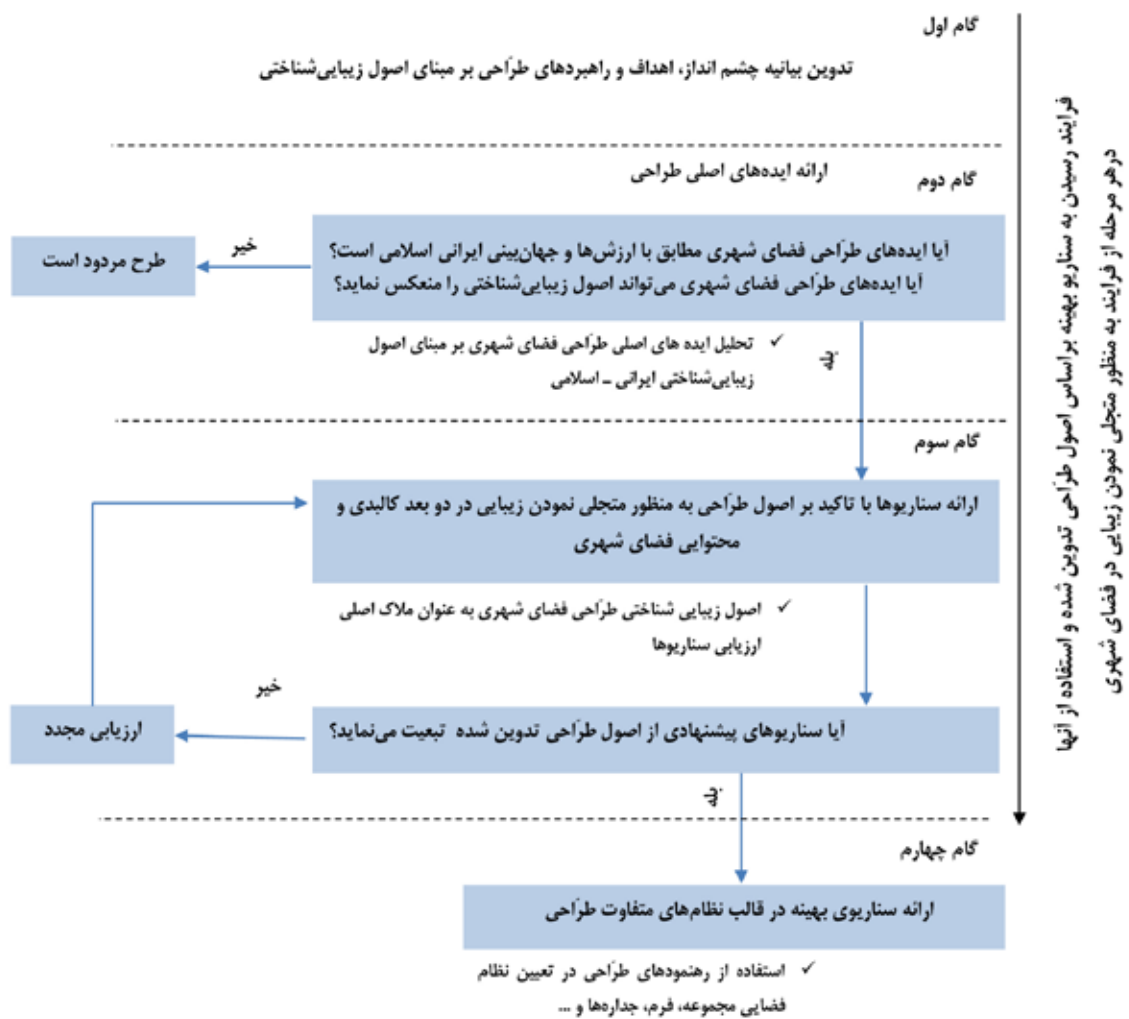 گام اول
تدوین بیانیه چشم انداز، اهداف و راهبردهای طرّاحی بر مبنای اصول زیبایی‌شناختی
گام دوم
ارائه ایده‌های اصلی طراحی
آیا ایده‌های طرّاحی فضای شهری مطابق با ارزش‌ها و جهان‌بینی ایرانی اسلامی است؟
آیا ایده‌های طرّاحی فضای شهری می‌تواند اصول زیبایی‌شناختی را منعکس نماید؟
خیر
طرح مردود است
بله
✓ تحلیل ایده های اصلی طرّاحی فضای شهری بر مبنای اصول
زیبایی‌شناختی ایرانی ـ اسلامی
گام سوم
ارائه سناریوها با تاکید بر اصول طرّاحی به منظور متجلی نمودن زیبایی در دو بعد کالبدی و
محتوایی فضای شهری
✓ اصول زیبایی شناختی طرّاحی فضای شهری به عنوان ملاک اصلی
ارزیابی سناریوها
آیا سناریوهای پیشنهادی از اصول طرّاحی تدوین شده تبعیت می‌نماید؟
خیر
ارزیابی مجدد
بله
گام چهارم
ارائه سناریوی بهینه در قالب نظام‌های متفاوت طرّاحی
✓ استفاده از رهنمودهای طرّاحی در تعیین نظام
فضایی مجموعه، فرم، جداره‌ها و ...
فرایند رسیدن به سناریو بهینه براساس اصول طرّاحی تدوین شده و استفاده از آنها
درهر مرحله از فرایند به منظور متجلی نمودن زیبایی در فضای شهری